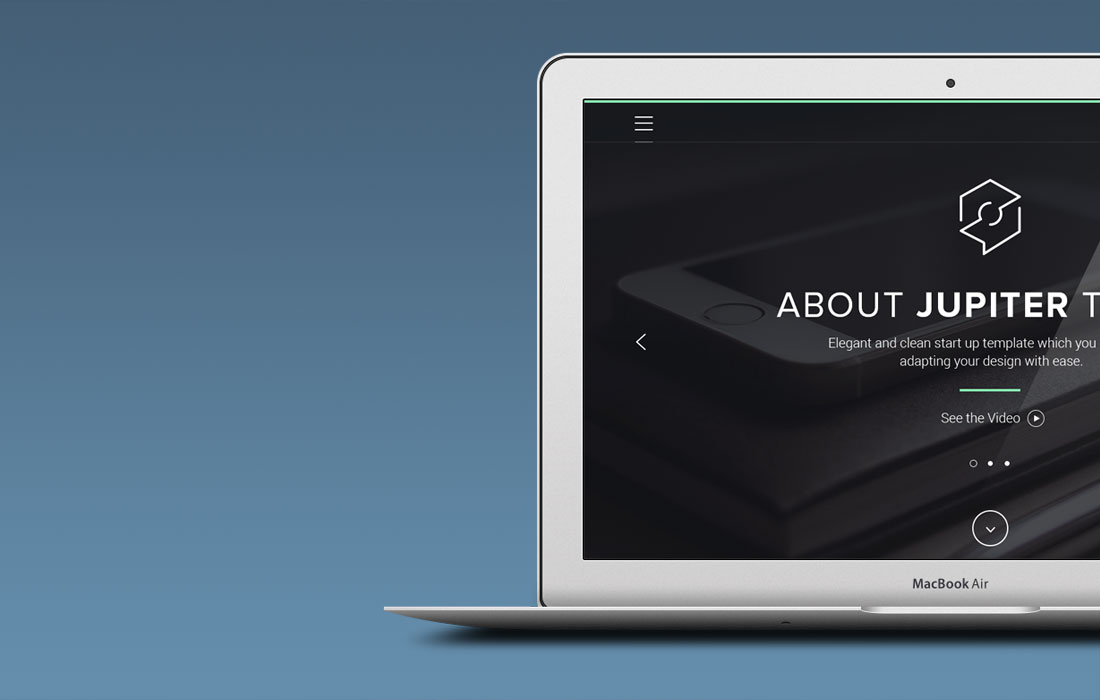 ABOUT JUPITER T
Elegant and clean start up template which you
adapting your design with ease.
See the Video
MacBook Air